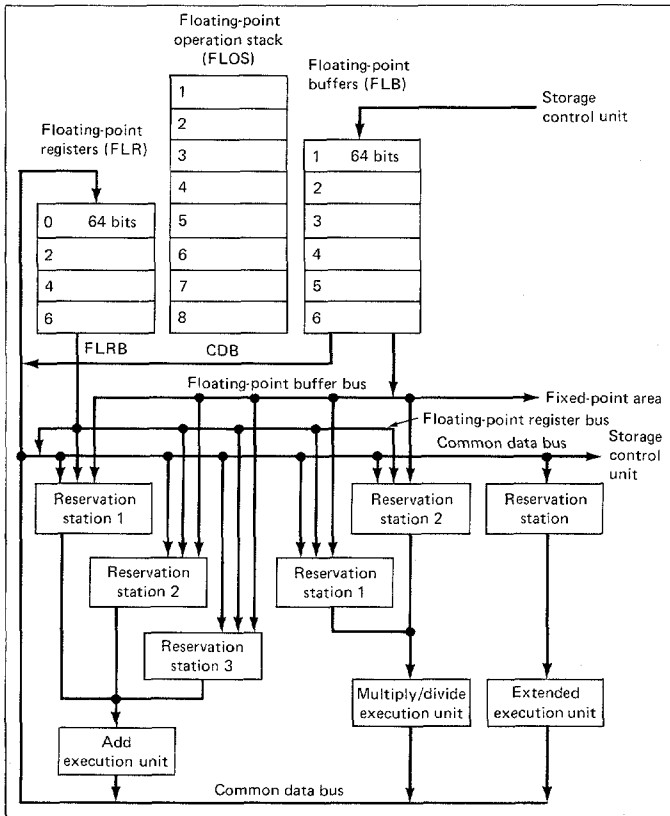 Floating-point
operation stack
(FLOS)
Floating-point
buffers (FLB)
Storage
control unit
Floating-point
registers (FLR)
1
2
3
4
5
6
7
8
1 64 bits
2
3
4
5
6
0 64 bits
2
4
6
FLRB
CDB
Floating-point buffer bus
Fixed-point area
Floating-point register bus
Common data bus
Storage
control
unit
Reservation
station 1
Reservation
station 2
Reservation
station
Reservation
station 2
Reservation
station 1
Reservation
station 3
Multiply/divide
execution unit
Extended
execution unit
Add
execution unit
Common data bus